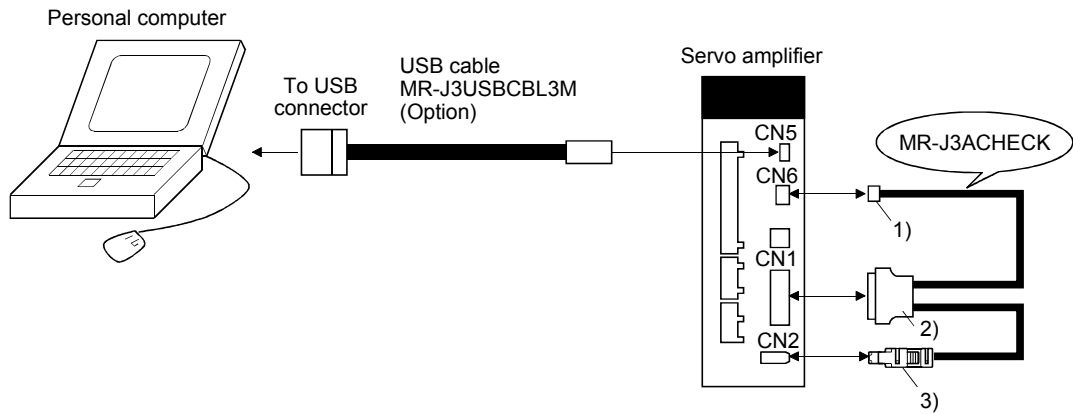 Personal computer
To USB
connector
USB cable
MR-J3USBCBL3M
(Option)
Servo amplifier
CN5
CN6
CN1
CN2
MR-J3ACHECK
1)
2)
3)